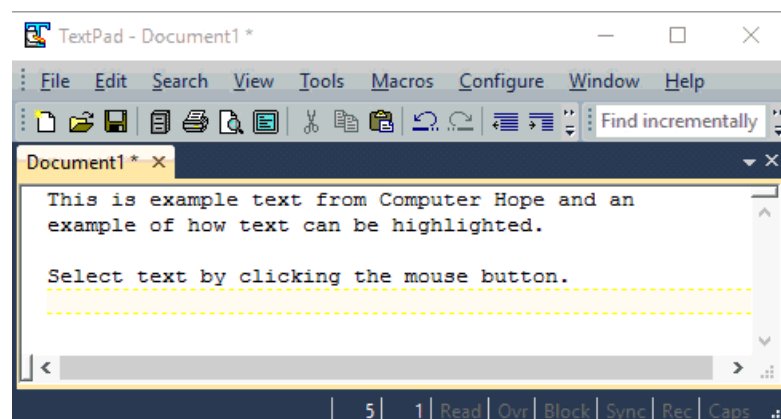 TextPad - Document1 *
File Edit Search View Tools Macros Configure Window Help
Find incrementally
Document1 *
This is example text from Computer Hope and an
example of how text can be highlighted.
Select text by clicking the mouse button.
5 1 Read Ovr Block Sync Rec Caps